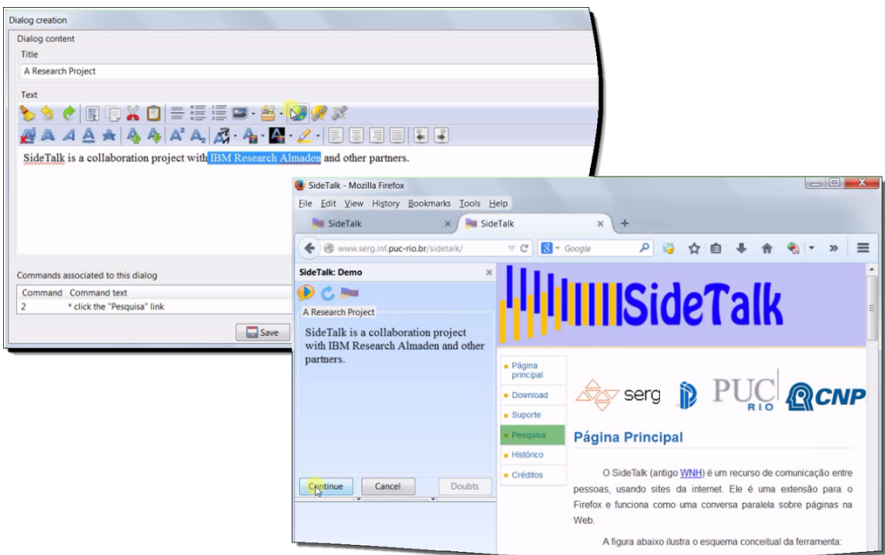 Dialog creation
Dialog content
Title
A Research Project
Text
SideTalk is a collaboration project with IBM Research Almaden and other partners.
Commands associated to this dialog
Command Command text
2 * click the "Pesquisa" link
Save
SideTalk - Mozilla Firefox
File Edit View History Bookmarks Tools Help
SideTalk SideTalk
www.serg.inf.puc-rio.br/sidetalk/ Google
SideTalk: Demo
A Research Project
SideTalk is a collaboration project
with IBM Research Almaden and other
partners.
Continue Cancel Doubts
SideTalk
Página
principal
Download
Suporte
Pesquisa
Histórico
Créditos
serg PUC RIO CNP
Página Principal
O SideTalk (antigo WNH) é um recurso de comunicação entre
pessoas, usando sites da internet. Ele é uma extensão para o
Firefox e funciona como uma conversa paralela sobre páginas na
Web.
A figura abaixo ilustra o esquema conceitual da ferramenta: